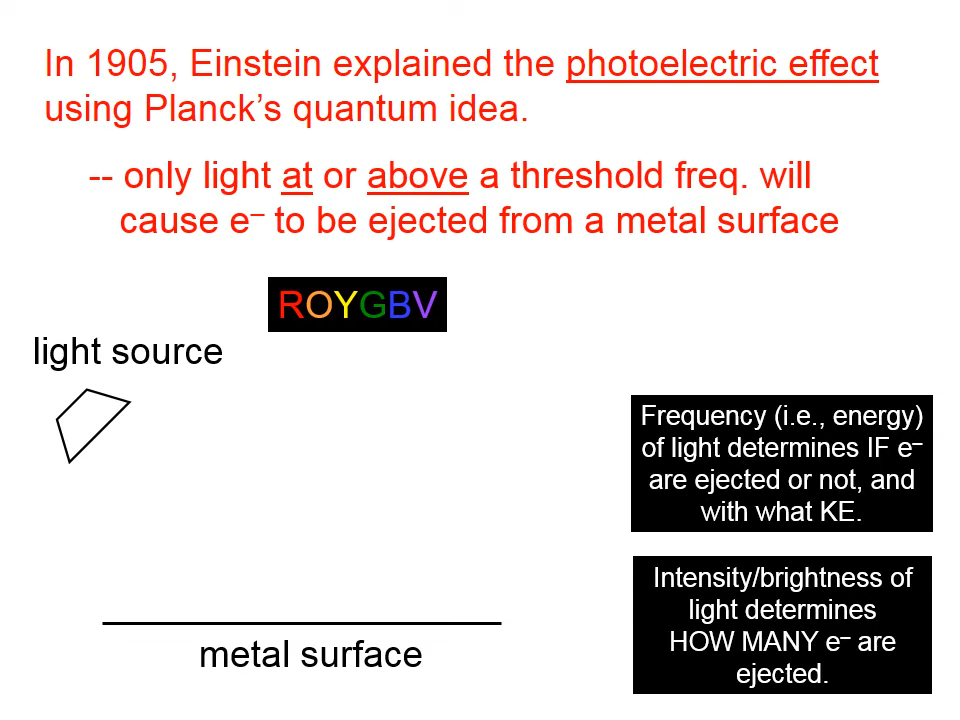 In 1905, Einstein explained the photoelectric effect
using Planck’s quantum idea.
-- only light at or above a threshold freq. will
cause e– to be ejected from a metal surface
ROYGBV
light source
Frequency (i.e., energy)
of light determines IF e–
are ejected or not, and
with what KE.
Intensity/brightness of
light determines
HOW MANY e– are
ejected.
metal surface